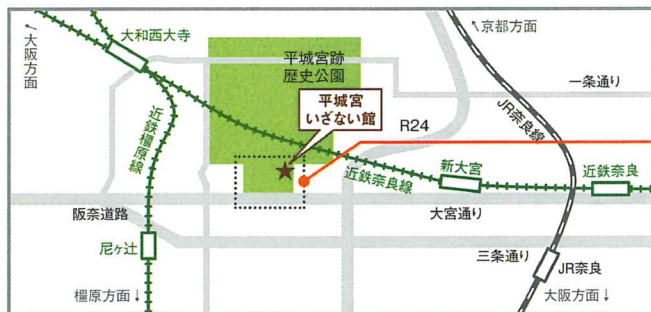 ↑京都方面
←大阪方面
大和西大寺
平城宮跡
歴史公園
一条通り
平城宮
いざない館
近鉄橿原線
R24
JR奈良線
近鉄奈良線
新大宮
近鉄奈良
阪奈道路
大宮通り
尼ヶ辻
三条通り
JR奈良
橿原方面↓
大阪方面↓